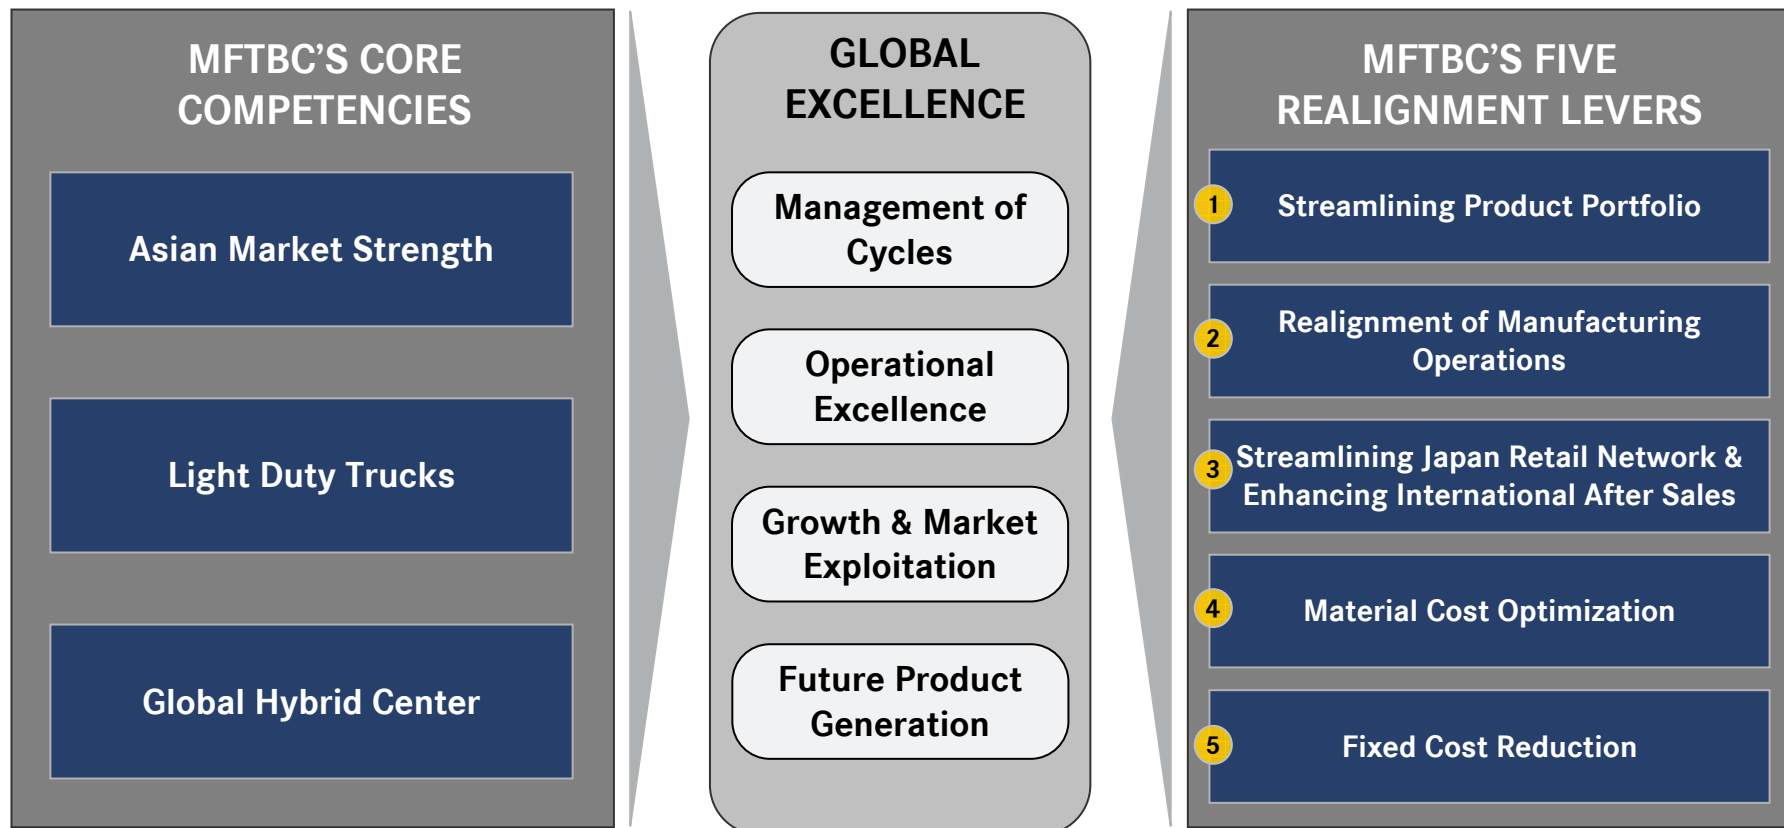 MFTBC’S CORE
COMPETENCIES
Asian Market Strength
Light Duty Trucks
Global Hybrid Center
GLOBAL
EXCELLENCE
Management of
Cycles
Operational
Excellence
Growth & Market
Exploitation
Future Product
Generation
MFTBC’S FIVE
REALIGNMENT LEVERS
1 Streamlining Product Portfolio
2 Realignment of Manufacturing
Operations
3 Streamlining Japan Retail Network &
Enhancing International After Sales
4 Material Cost Optimization
5 Fixed Cost Reduction